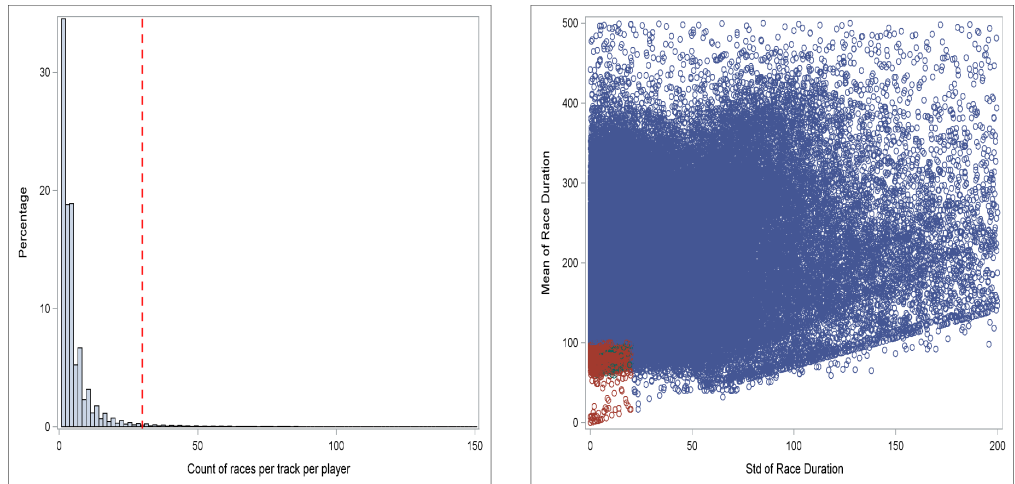 30
20
10
0
Percentage
0 50 100 150
Count of races per track per player
500
400
300
200
100
0
Mean of Race Duration
0 50 100 150 200
Std of Race Duration